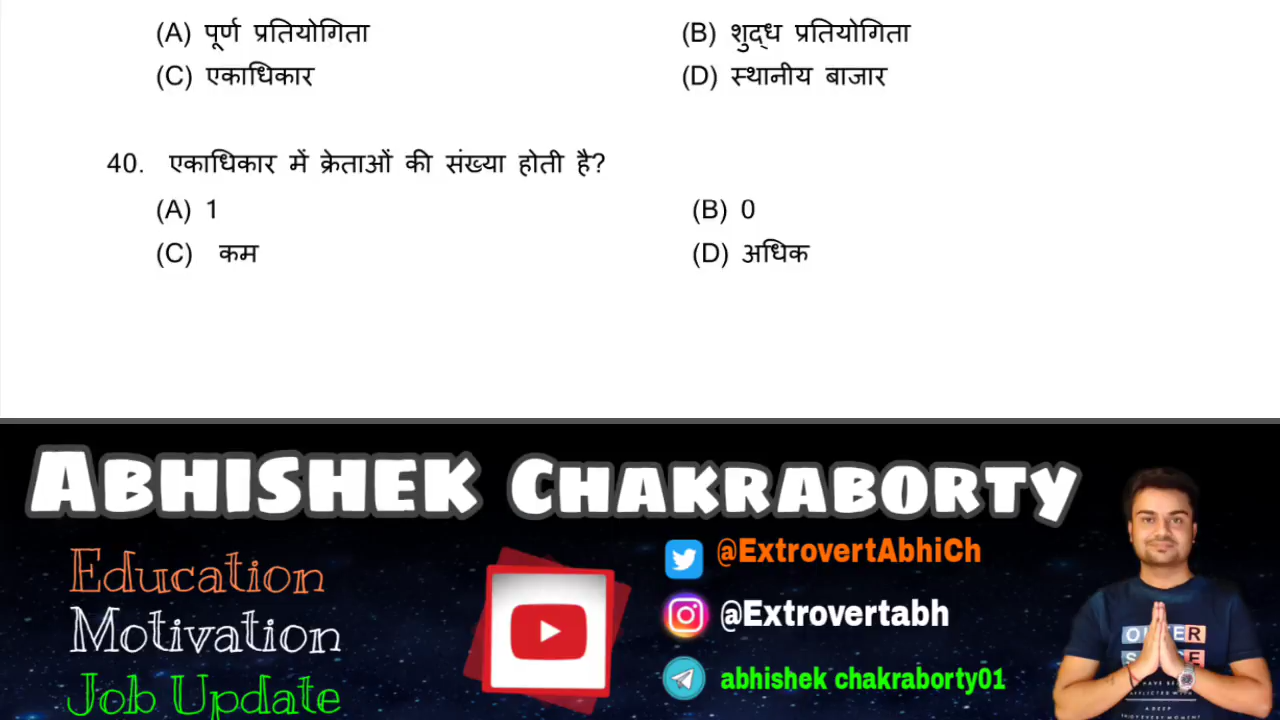 (A) पूर्ण प्रतियोगिता (B) शुद्ध प्रतियोगिता
(C) एकाधिकार (D) स्थानीय बाजार
40. एकाधिकार में क्रेताओं की संख्या होती है?
(A) 1 (B) 0
(C) कम (D) अधिक
ABHISHEK CHAKRABORTY
Education
Motivation
Job Update
@ExtrovertAbhiCh
@Extrovertabh
abhishek chakraborty01